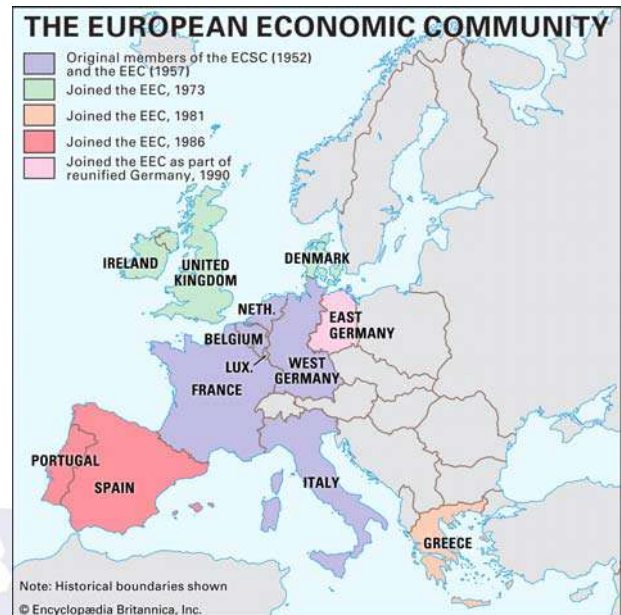 THE EUROPEAN ECONOMIC COMMUNITY
Original members of the ECSC (1952)
and the EEC (1957)
Joined the EEC, 1973
Joined the EEC, 1981
Joined the EEC, 1986
Joined the EEC as part of
reunified Germany, 1990
IRELAND
UNITED
KINGDOM
DENMARK
NETH.
BELGIUM
LUX.
EAST
GERMANY
WEST
GERMANY
FRANCE
PORTUGAL
SPAIN
ITALY
GREECE
Note: Historical boundaries shown
© Encyclopædia Britannica, Inc.